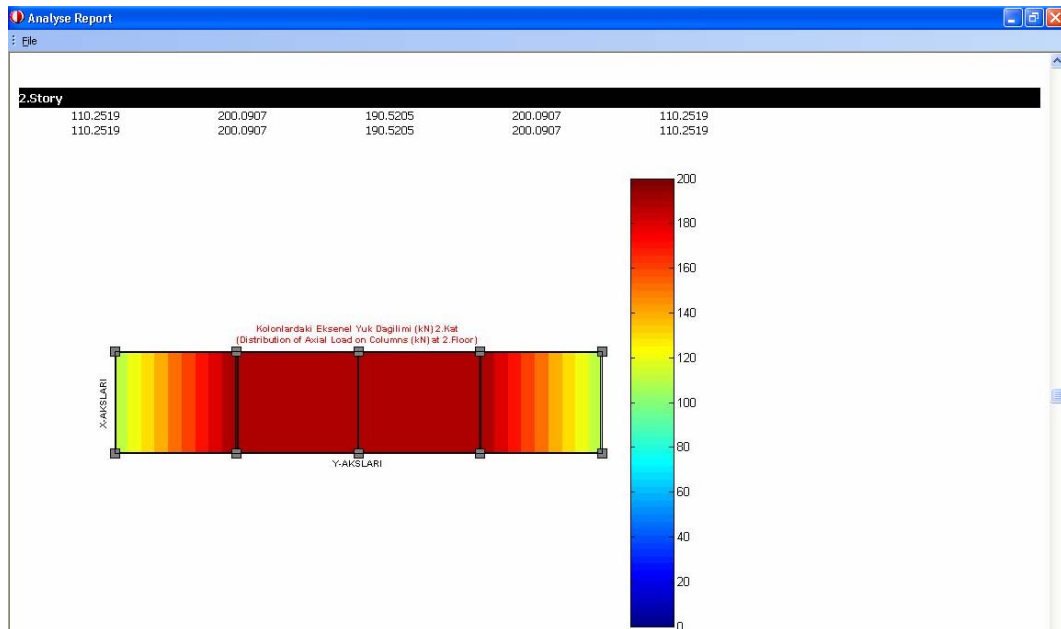 Analyse Report
File
2.Story
110.2519 200.0907 190.5205 200.0907 110.2519
110.2519 200.0907 190.5205 200.0907 110.2519
Kolonlardaki Eksenel Yuk Dagilimi (kN) 2.Kat
(Distribution of Axial Load on Columns (kN) at 2.Floor)
X-AKSLARI
Y-AKSLARI
200
180
160
140
120
100
80
60
40
20
0